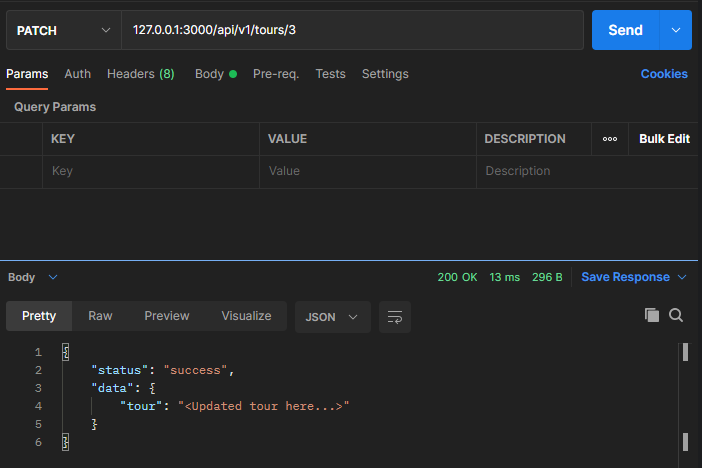 PATCH 127.0.0.1:3000/api/v1/tours/3 Send
Params Auth Headers (8) Body Pre-req. Tests Settings Cookies
Query Params
KEY VALUE DESCRIPTION ooo Bulk Edit
Key Value Description
Body 200 OK 13 ms 296 B Save Response
Pretty Raw Preview Visualize JSON
1 {
2 "status": "success",
3 "data": {
4 "tour": "<Updated tour here...>"
5 }
6 }